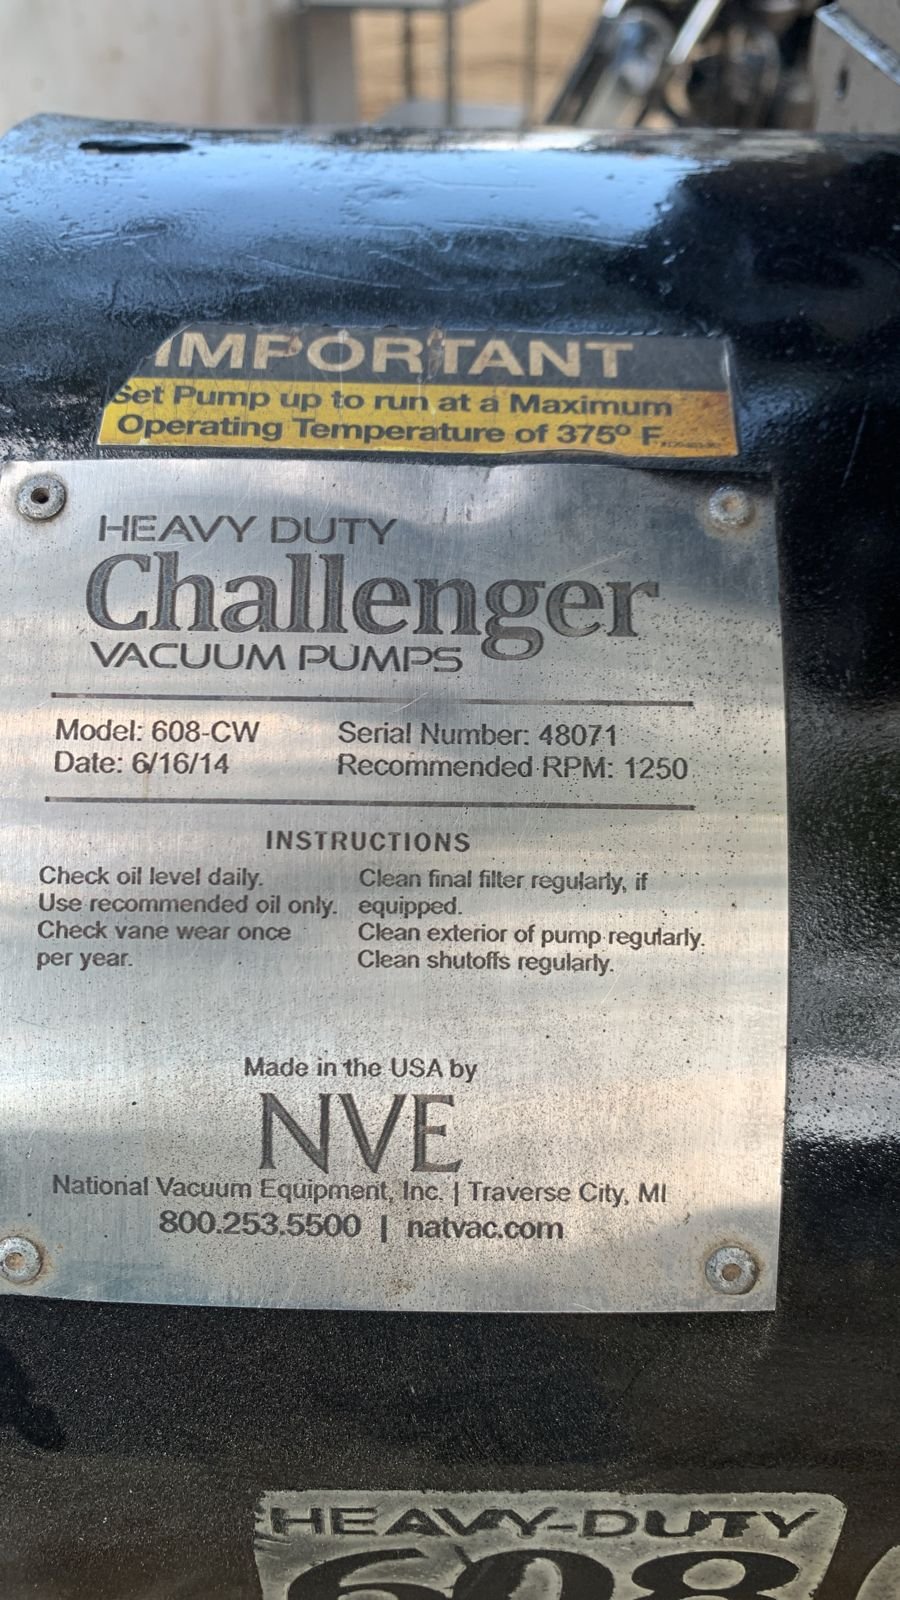 IMPORTANT
Set Pump up to run at a Maximum
Operating Temperature of 375º F
HEAVY DUTY
Challenger
VACUUM PUMPS
Model: 608-CW
Serial Number: 48071
Date: 6/16/14
Recommended RPM: 1250
INSTRUCTIONS
Check oil level daily.
Use recommended oil only.
Check vane wear once
per year.
Clean final filter regularly, if
equipped.
Clean exterior of pump regularly.
Clean shutoffs regularly.
Made in the USA by
NVE
National Vacuum Equipment, Inc. | Traverse City, MI
800.253.5500 | natvac.com
HEAVY-DUTY
608